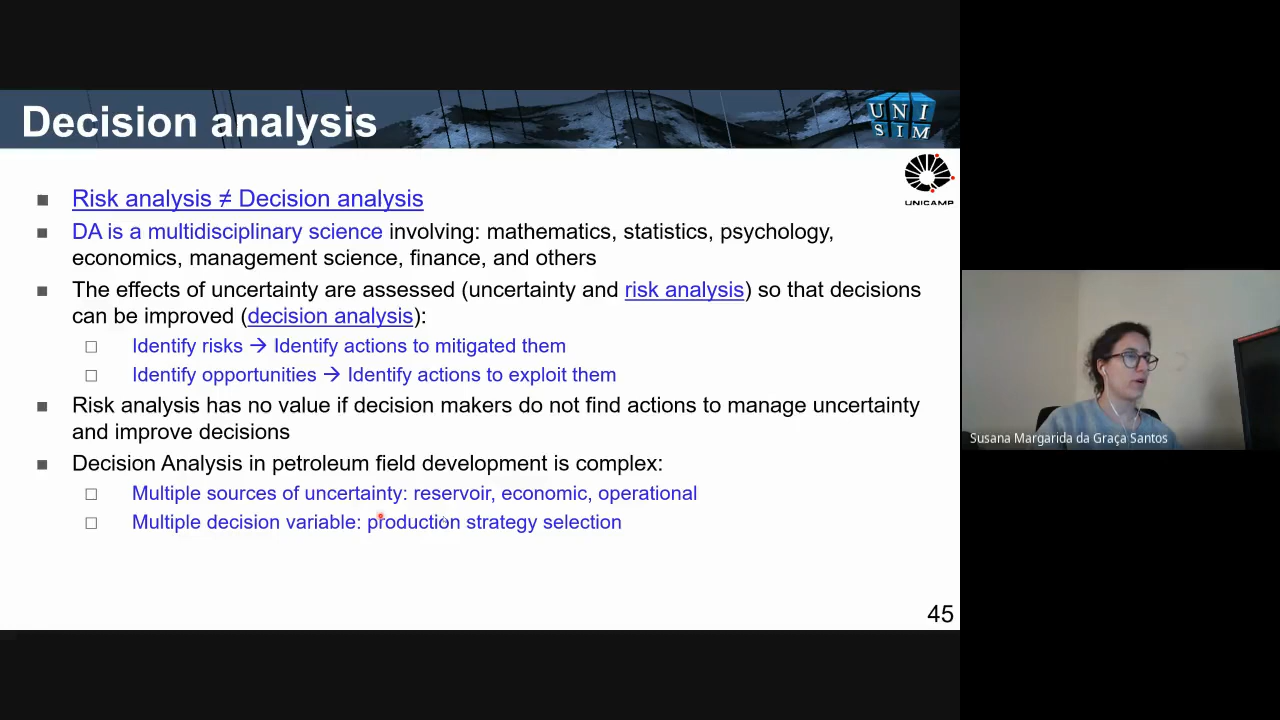 Decision analysis
UNI
SIM
UNICAMP
Risk analysis ≠ Decision analysis
DA is a multidisciplinary science involving: mathematics, statistics, psychology,
economics, management science, finance, and others
The effects of uncertainty are assessed (uncertainty and risk analysis) so that decisions
can be improved (decision analysis):
Identify risks → Identify actions to mitigated them
Identify opportunities → Identify actions to exploit them
Risk analysis has no value if decision makers do not find actions to manage uncertainty
and improve decisions
Decision Analysis in petroleum field development is complex:
Multiple sources of uncertainty: reservoir, economic, operational
Multiple decision variable: production strategy selection
45
Susana Margarida da Graça Santos